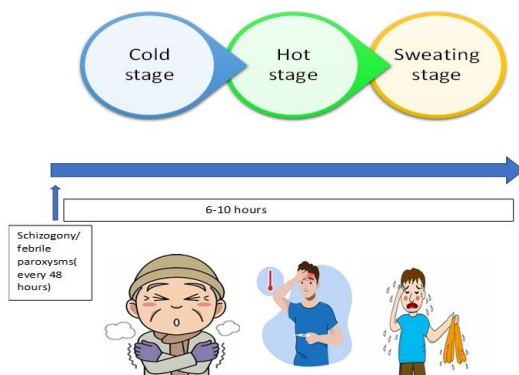 Cold
stage
Hot
stage
Sweating
stage
6-10 hours
Schizogony/
febrile
paroxysms(
every 48
hours)